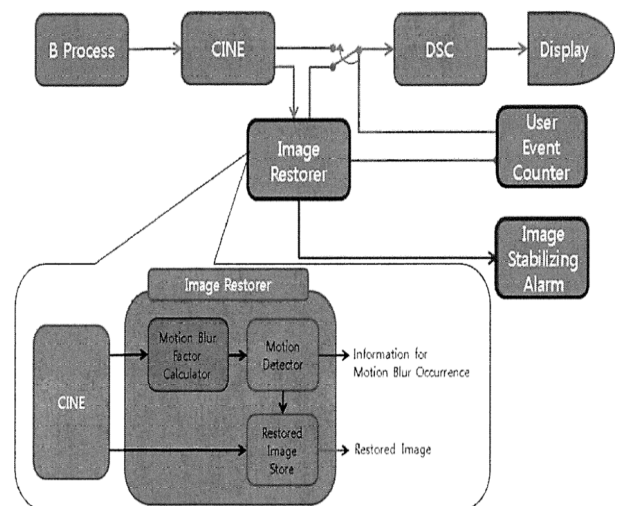 B Process
CINE
DSC
Display
Image
Restorer
User
Event
Counter
Image
Stabilizing
Alarm
Image Restorer
CINE
Motion Blur
Factor
Calculator
Motion
Detector
Information for
Motion Blur Occurrence
Restored
Image
Store
Restored Image